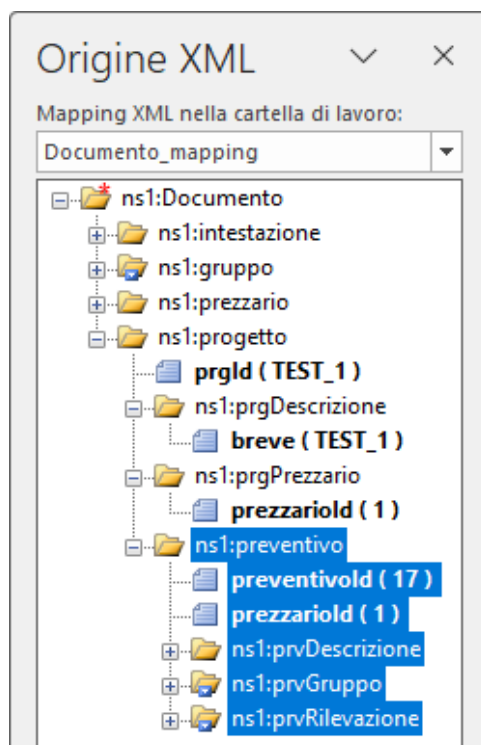 Origine XML
Mapping XML nella cartella di lavoro:
Documento_mapping
ns1:Documento
ns1:intestazione
ns1:gruppo
ns1:prezzario
ns1:progetto
prgId ( TEST_1 )
ns1:prgDescrizione
breve ( TEST_1 )
ns1:prgPrezzario
prezzarioId ( 1 )
ns1:preventivo
preventivoId ( 17 )
prezzarioId ( 1 )
ns1:prvDescrizione
ns1:prvGruppo
ns1:prvRilevazione